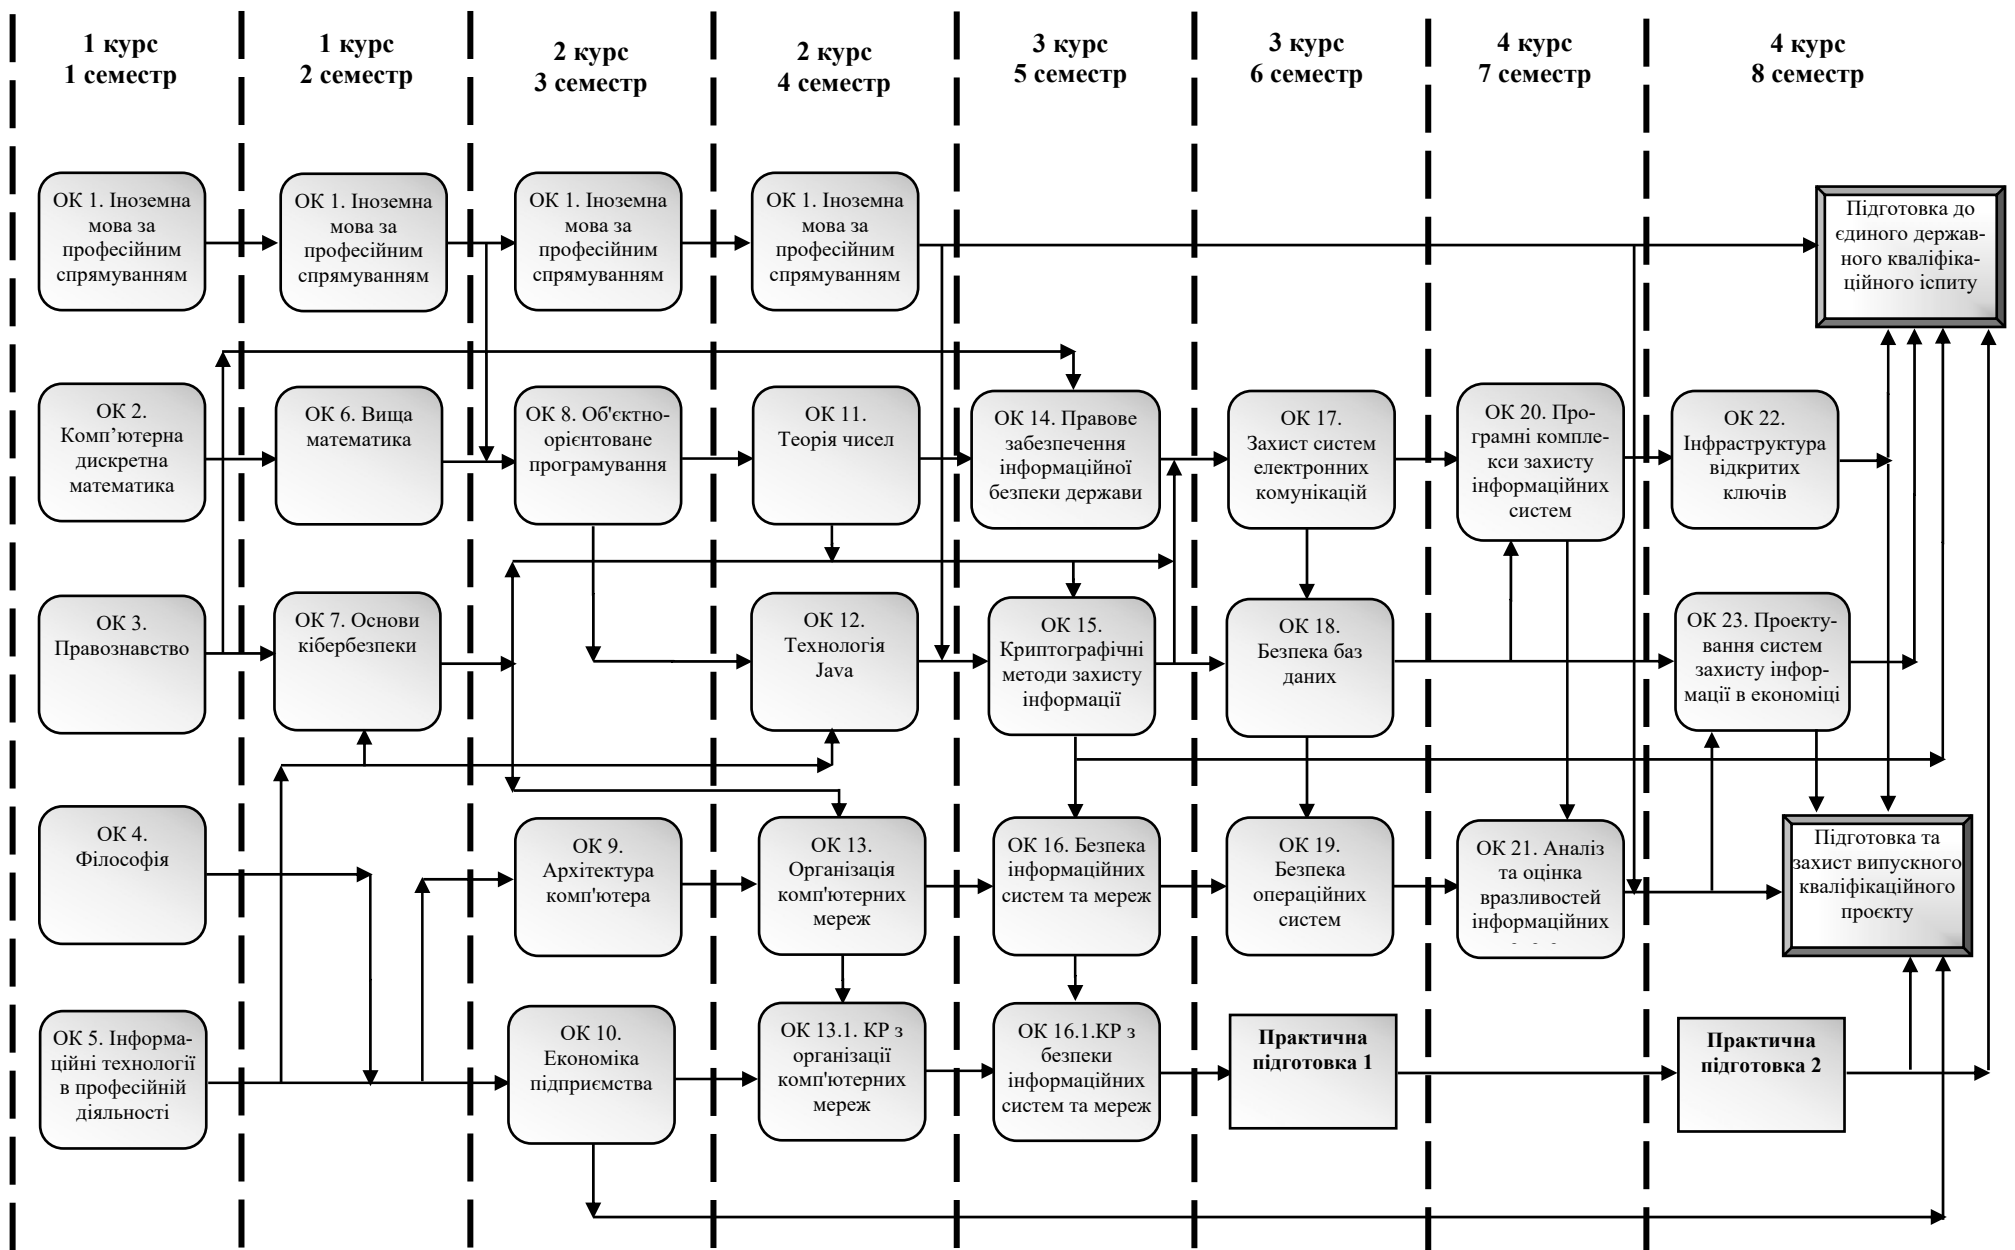 1 курс
1 семестр
1 курс
2 семестр
2 курс
3 семестр
2 курс
4 семестр
3 курс
5 семестр
3 курс
6 семестр
4 курс
7 семестр
4 курс
8 семестр
ОК 1. Іноземна
мова за
професійним
спрямуванням
ОК 1. Іноземна
мова за
професійним
спрямуванням
ОК 1. Іноземна
мова за
професійним
спрямуванням
ОК 1. Іноземна
мова за
професійним
спрямуванням
Підготовка до
єдиного держав-
ного кваліфіка-
ційного іспиту
ОК 2.
Комп’ютерна
дискретна
математика
ОК 6. Вища
математика
ОК 8. Об'єктно-
орієнтоване
програмування
ОК 11.
Теорія чисел
ОК 14. Правове
забезпечення
інформаційної
безпеки держави
ОК 17.
Захист систем
електронних
комунікацій
ОК 20. Про-
грамні компле-
кси захисту
інформаційних
систем
ОК 22.
Інфраструктура
відкритих
ключів
ОК 3.
Правознавство
ОК 7. Основи
кібербезпеки
ОК 12.
Технологія
Java
ОК 15.
Криптографічні
методи захисту
інформації
ОК 18.
Безпека баз
даних
ОК 23. Проекту-
вання систем
захисту інфор-
мації в економіці
ОК 4.
Філософія
ОК 9.
Архітектура
комп'ютера
ОК 13.
Організація
комп'ютерних
мереж
ОК 16. Безпека
інформаційних
систем та мереж
ОК 19.
Безпека
операційних
систем
ОК 21. Аналіз
та оцінка
вразливостей
інформаційних
Підготовка та
захист випускного
кваліфікаційного
проєкту
ОК 5. Інформа-
ційні технології
в професійній
діяльності
ОК 10.
Економіка
підприємства
ОК 13.1. КР з
організації
комп'ютерних
мереж
ОК 16.1.КР з
безпеки
інформаційних
систем та мереж
Практична
підготовка 1
Практична
підготовка 2